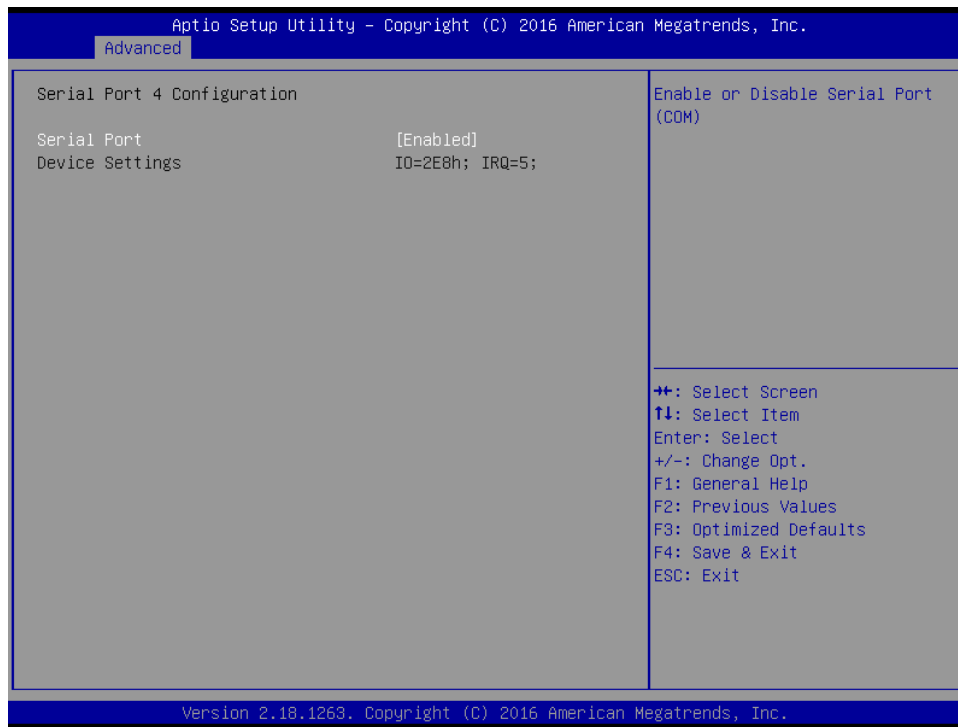 Aptio Setup Utility – Copyright (C) 2016 American Megatrends, Inc.
Advanced
Serial Port 4 Configuration
Serial Port [Enabled]
Device Settings IO=2E8h; IRQ=5;
Enable or Disable Serial Port
(COM)
→←: Select Screen
↑↓: Select Item
Enter: Select
+/-: Change Opt.
F1: General Help
F2: Previous Values
F3: Optimized Defaults
F4: Save & Exit
ESC: Exit
Version 2.18.1263. Copyright (C) 2016 American Megatrends, Inc.